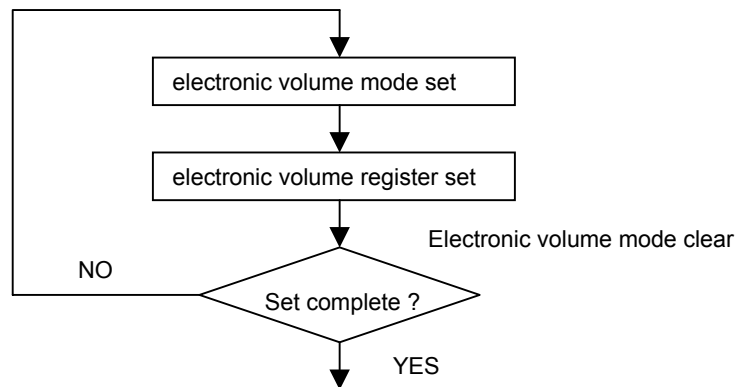 electronic volume mode set
electronic volume register set
Electronic volume mode clear
NO
Set complete ?
YES